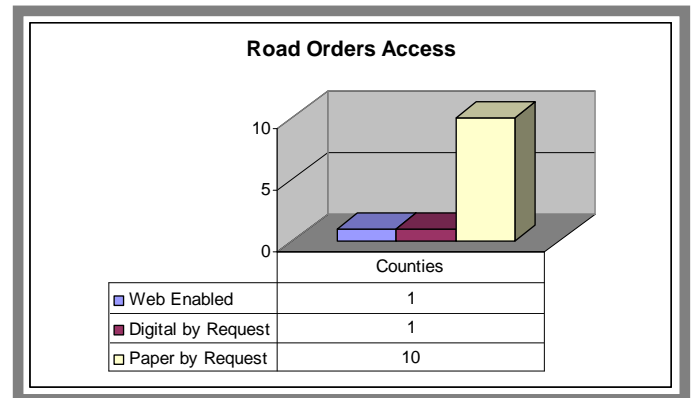 Road Orders Access
10
5
0
Counties
Web Enabled 1
Digital by Request 1
Paper by Request 10